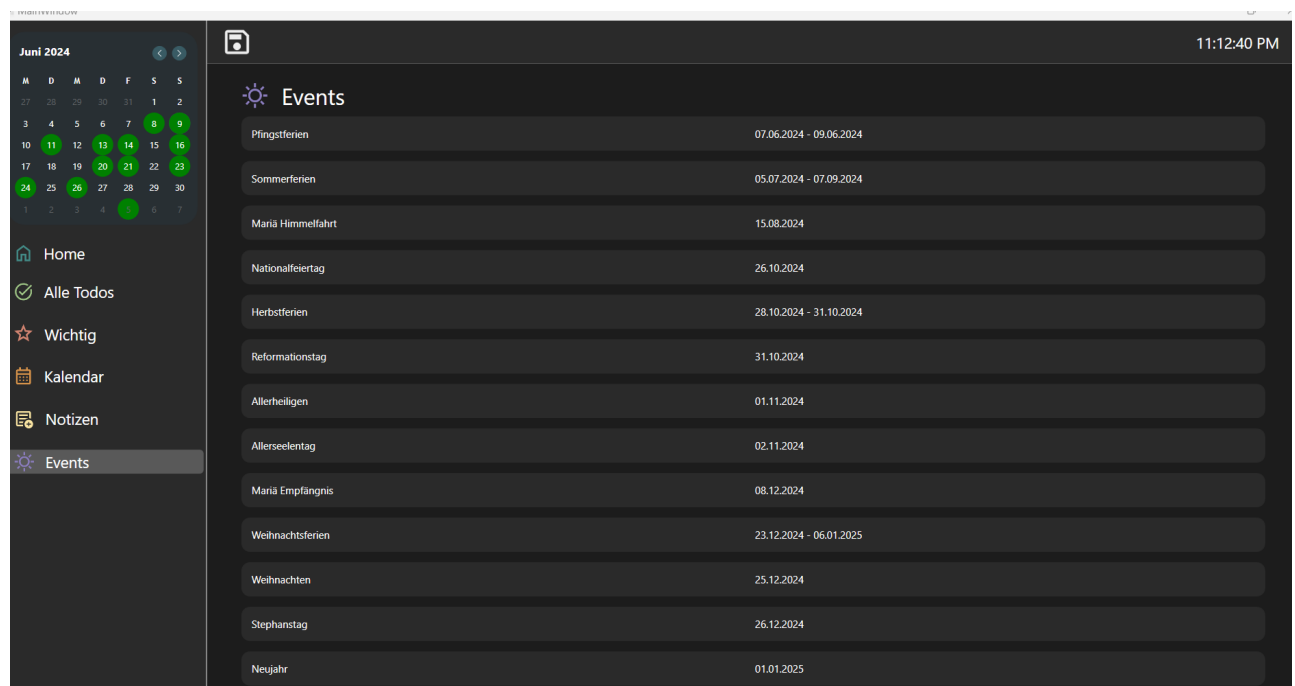 MainWindow
Juni 2024
M D M D F S S
27 28 29 30 31 1 2
3 4 5 6 7 8 9
10 11 12 13 14 15 16
17 18 19 20 21 22 23
24 25 26 27 28 29 30
1 2 3 4 5 6 7
Home
Alle Todos
Wichtig
Kalendar
Notizen
Events
11:12:40 PM
Events
Pfingstferien 07.06.2024 - 09.06.2024
Sommerferien 05.07.2024 - 07.09.2024
Mariä Himmelfahrt 15.08.2024
Nationalfeiertag 26.10.2024
Herbstferien 28.10.2024 - 31.10.2024
Reformationstag 31.10.2024
Allerheiligen 01.11.2024
Allerseelentag 02.11.2024
Mariä Empfängnis 08.12.2024
Weihnachtsferien 23.12.2024 - 06.01.2025
Weihnachten 25.12.2024
Stephanstag 26.12.2024
Neujahr 01.01.2025